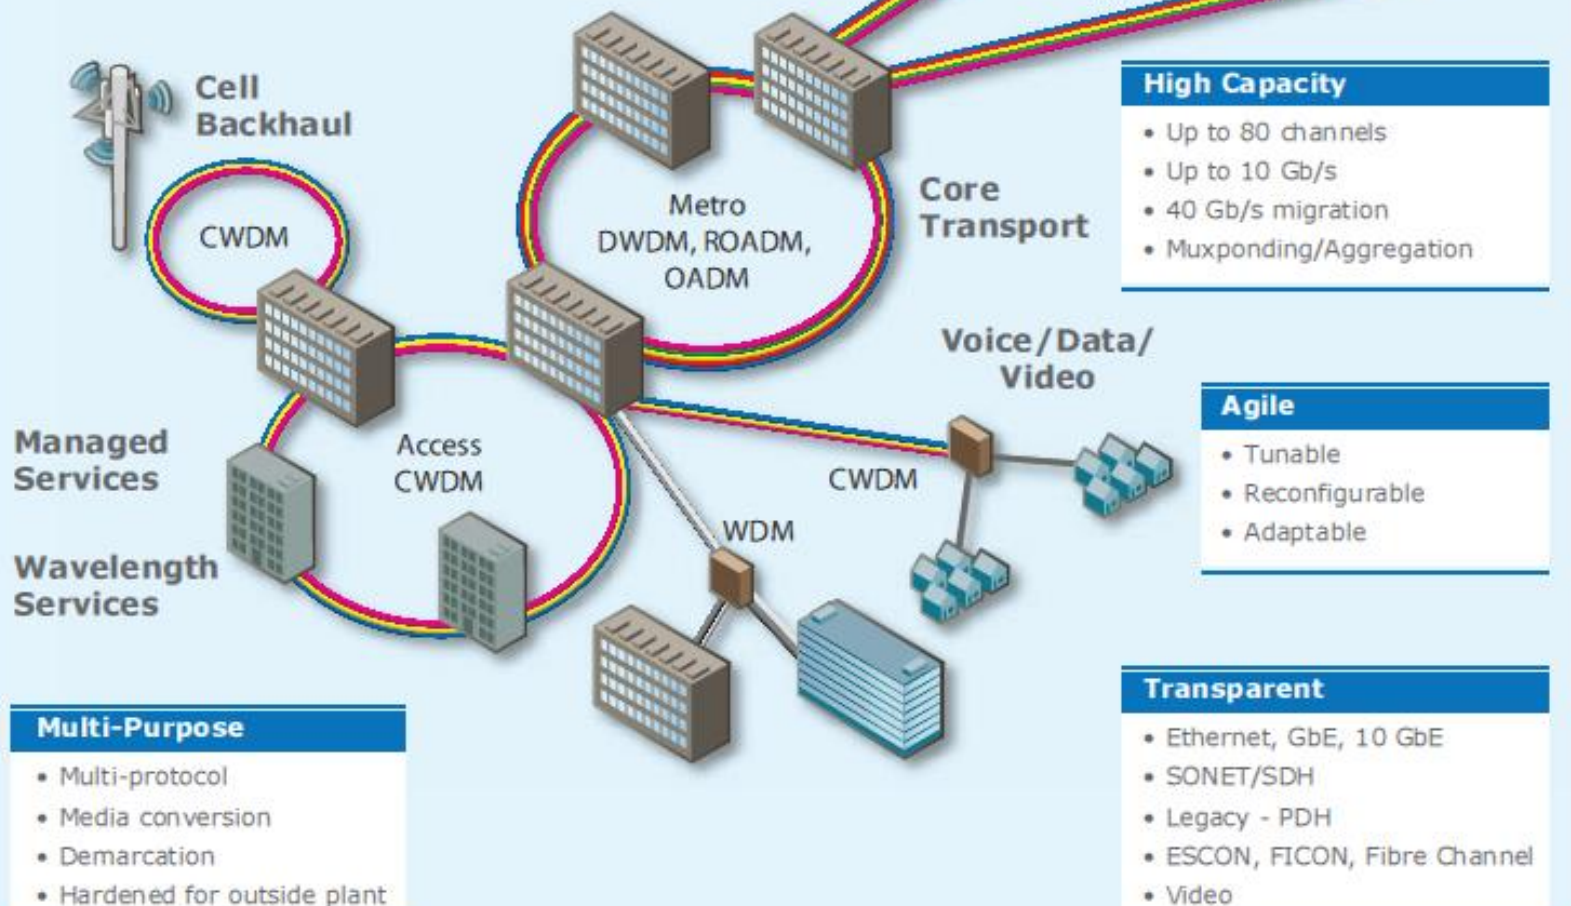 Cell
Backhaul
CWDM
Metro
DWDM, ROADM,
OADM
Core
Transport
High Capacity
• Up to 80 channels
• Up to 10 Gb/s
• 40 Gb/s migration
• Muxponding/Aggregation
Voice/Data/
Video
Agile
• Tunable
• Reconfigurable
• Adaptable
Managed
Services
Access
CWDM
CWDM
WDM
Wavelength
Services
Multi-Purpose
• Multi-protocol
• Media conversion
• Demarcation
• Hardened for outside plant
Transparent
• Ethernet, GbE, 10 GbE
• SONET/SDH
• Legacy - PDH
• ESCON, FICON, Fibre Channel
• Video